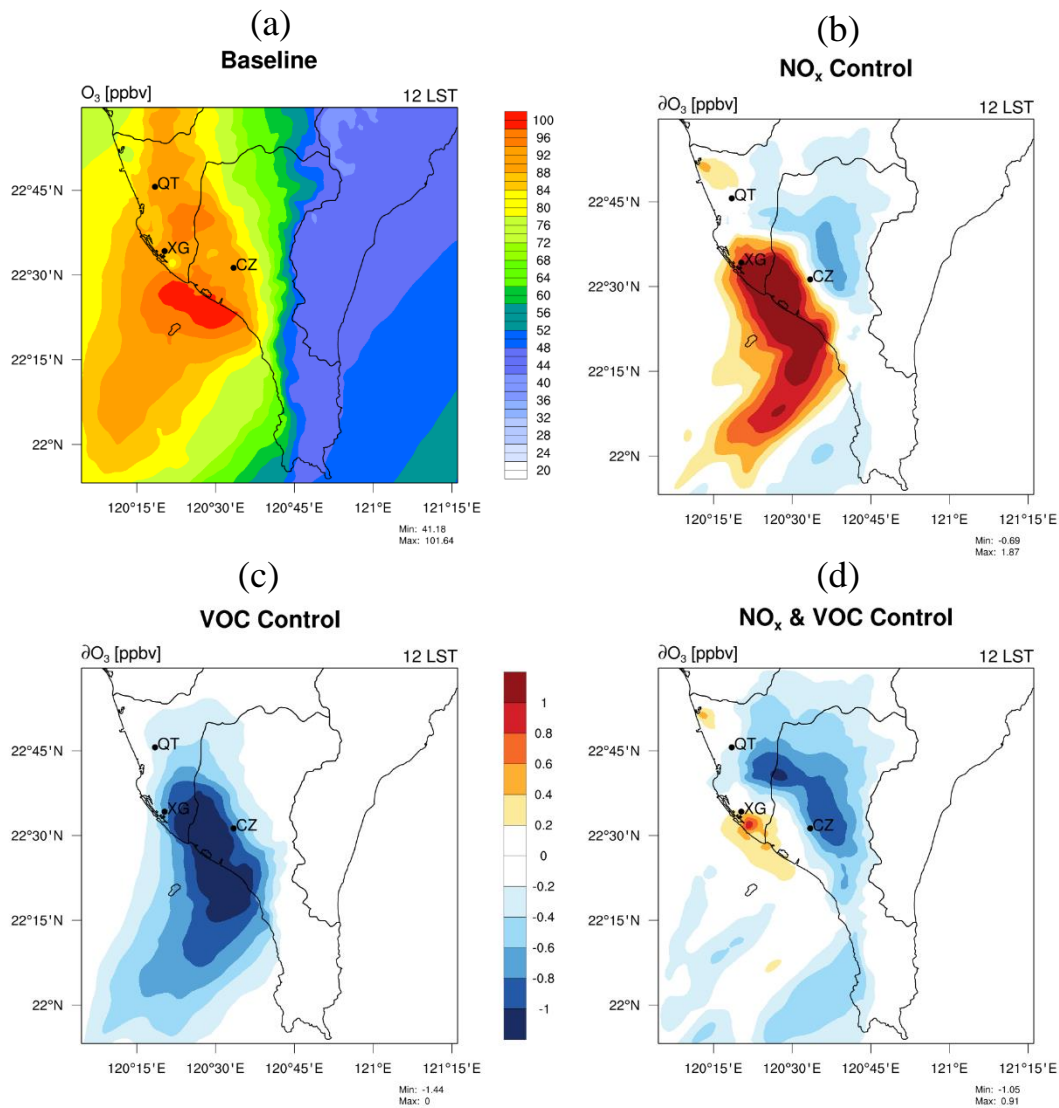 (a)
Baseline
O₃ [ppbv] 12 LST
22°45'N
22°30'N
22°15'N
22°N
QT
XG
CZ
120°15'E 120°30'E 120°45'E 121°E 121°15'E
Min: 41.18
Max: 101.64
100
96
92
88
84
80
76
72
68
64
60
56
52
48
44
40
36
32
28
24
20
(b)
NOₓ Control
∂O₃ [ppbv] 12 LST
22°45'N
22°30'N
22°15'N
22°N
QT
XG
CZ
120°15'E 120°30'E 120°45'E 121°E 121°15'E
Min: -0.69
Max: 1.87
(c)
VOC Control
∂O₃ [ppbv] 12 LST
22°45'N
22°30'N
22°15'N
22°N
QT
XG
CZ
120°15'E 120°30'E 120°45'E 121°E 121°15'E
Min: -1.44
Max: 0
1
0.8
0.6
0.4
0.2
0
-0.2
-0.4
-0.6
-0.8
-1
(d)
NOₓ & VOC Control
∂O₃ [ppbv] 12 LST
22°45'N
22°30'N
22°15'N
22°N
QT
XG
CZ
120°15'E 120°30'E 120°45'E 121°E 121°15'E
Min: -1.05
Max: 0.91